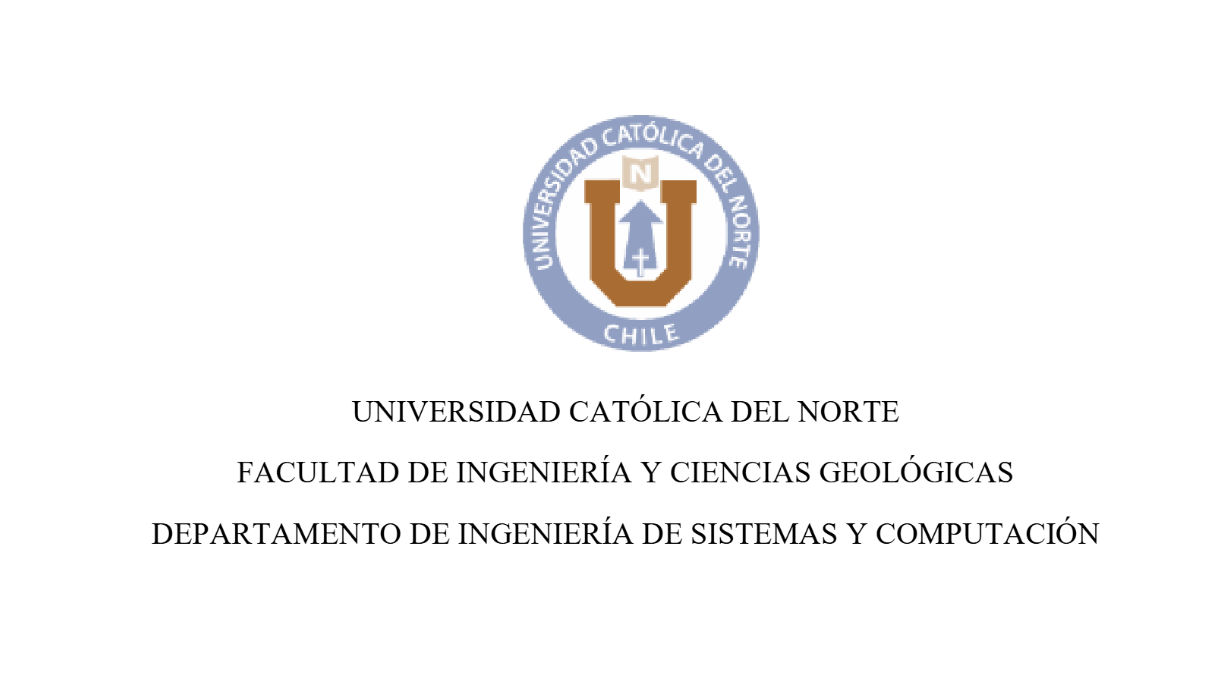 UNIVERSIDAD CATÓLICA DEL NORTE
N
CHILE
UNIVERSIDAD CATÓLICA DEL NORTE
FACULTAD DE INGENIERÍA Y CIENCIAS GEOLÓGICAS
DEPARTAMENTO DE INGENIERÍA DE SISTEMAS Y COMPUTACIÓN